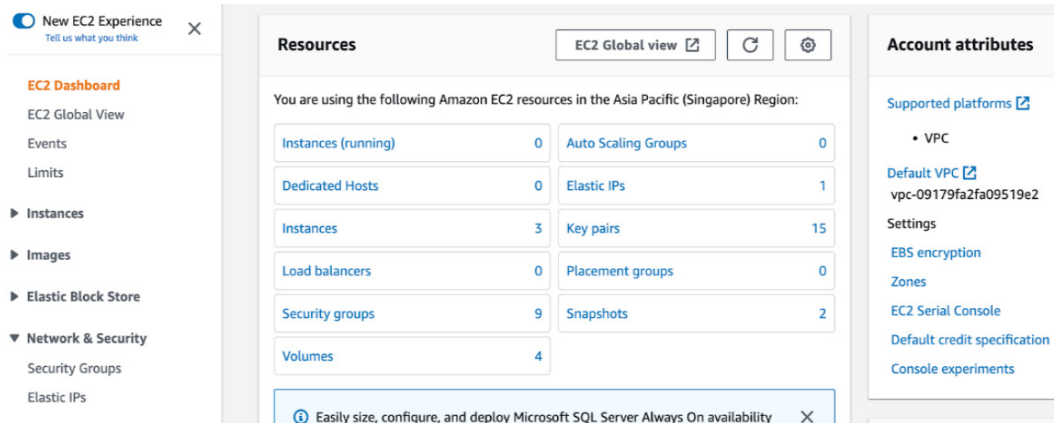 New EC2 Experience
Tell us what you think
EC2 Dashboard
EC2 Global View
Events
Limits
Instances
Images
Elastic Block Store
Network & Security
Security Groups
Elastic IPs
Resources
EC2 Global view
You are using the following Amazon EC2 resources in the Asia Pacific (Singapore) Region:
Instances (running) 0 Auto Scaling Groups 0
Dedicated Hosts 0 Elastic IPs 1
Instances 3 Key pairs 15
Load balancers 0 Placement groups 0
Security groups 9 Snapshots 2
Volumes 4
Easily size, configure, and deploy Microsoft SQL Server Always On availability
Account attributes
Supported platforms
• VPC
Default VPC
vpc-09179fa2fa09519e2
Settings
EBS encryption
Zones
EC2 Serial Console
Default credit specification
Console experiments